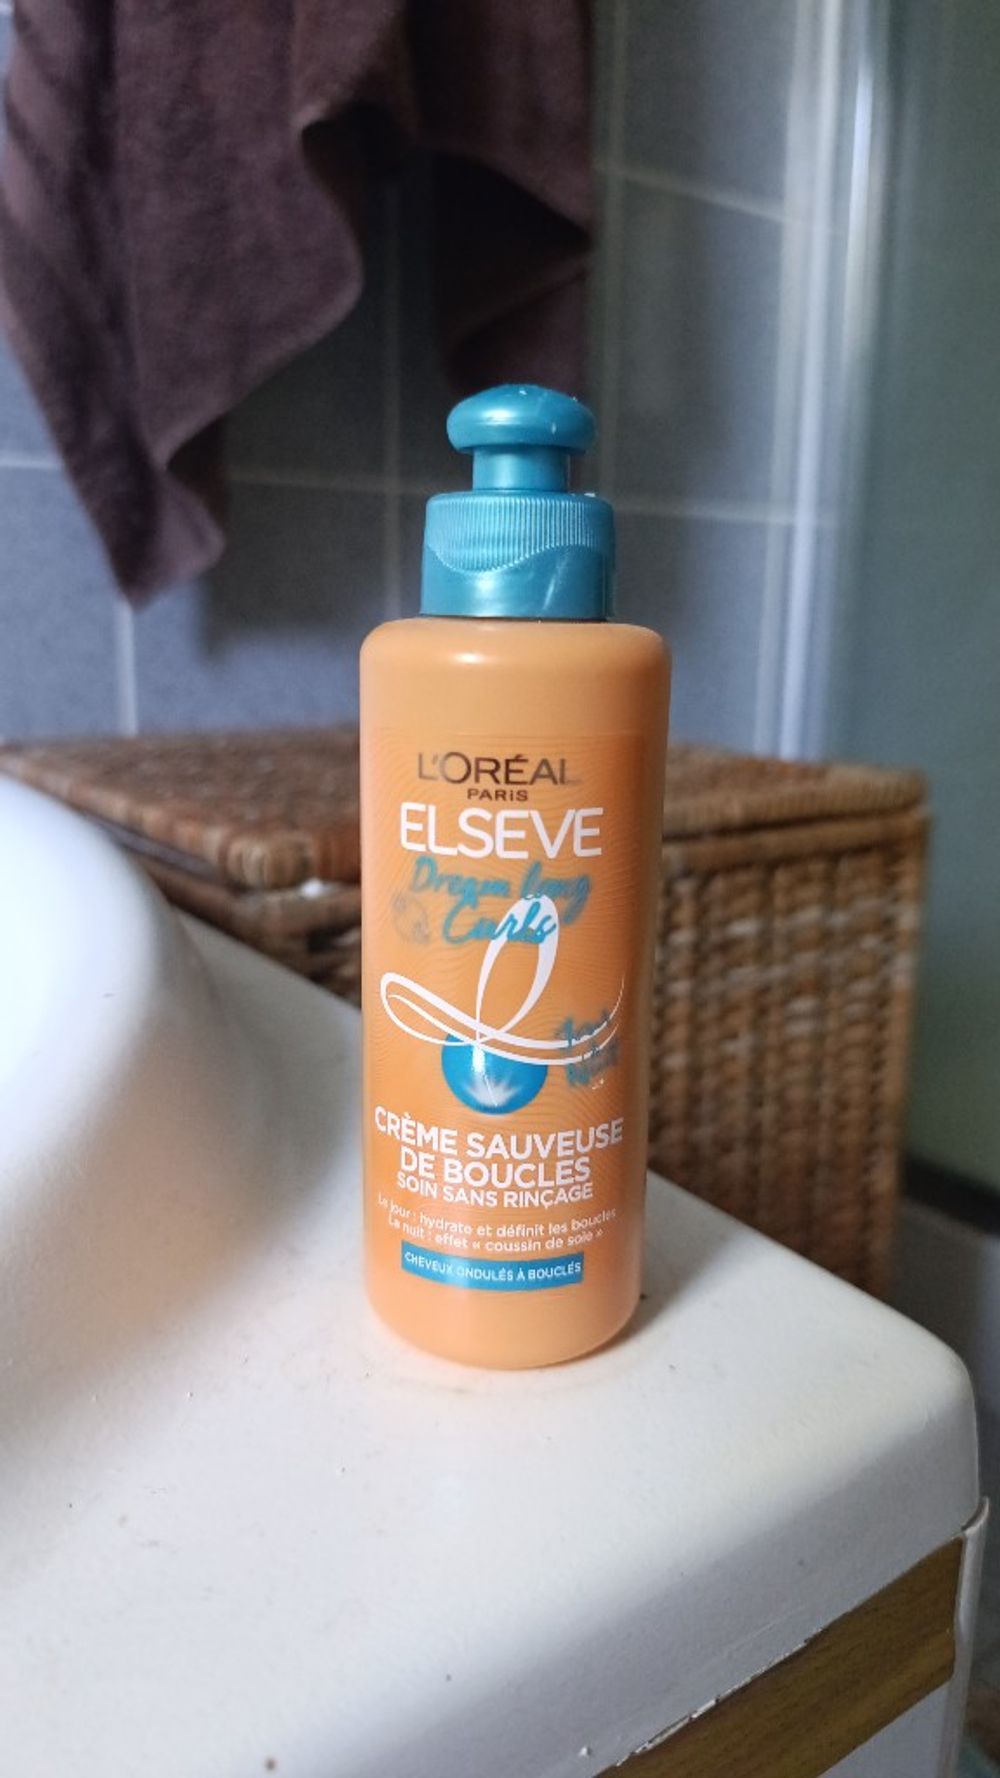 L'ORÉAL
PARIS
ELSEVE
Dream long
Curls
CRÈME SAUVEUSE
DE BOUCLES
SOIN SANS RINÇAGE
Le jour : hydrate et définit les boucles
La nuit : effet « coussin de soie »
CHEVEUX ONDULÉS À BOUCLÉS